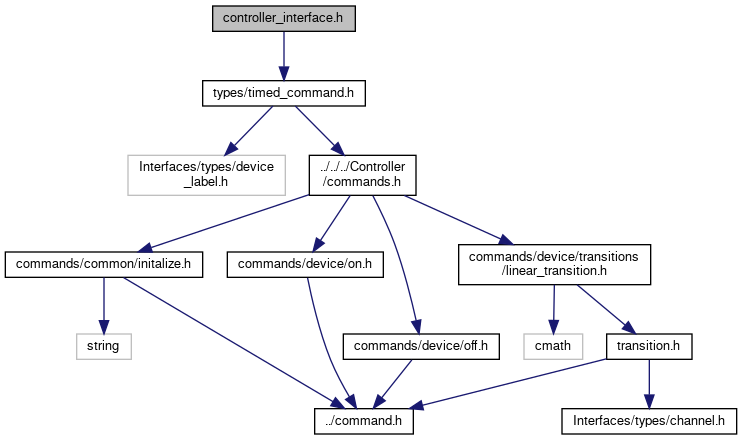 controller_interface.h
types/timed_command.h
Interfaces/types/device
_label.h
../../../Controller
/commands.h
commands/common/initalize.h
commands/device/on.h
commands/device/transitions
/linear_transition.h
string
commands/device/off.h
cmath
transition.h
../command.h
Interfaces/types/channel.h